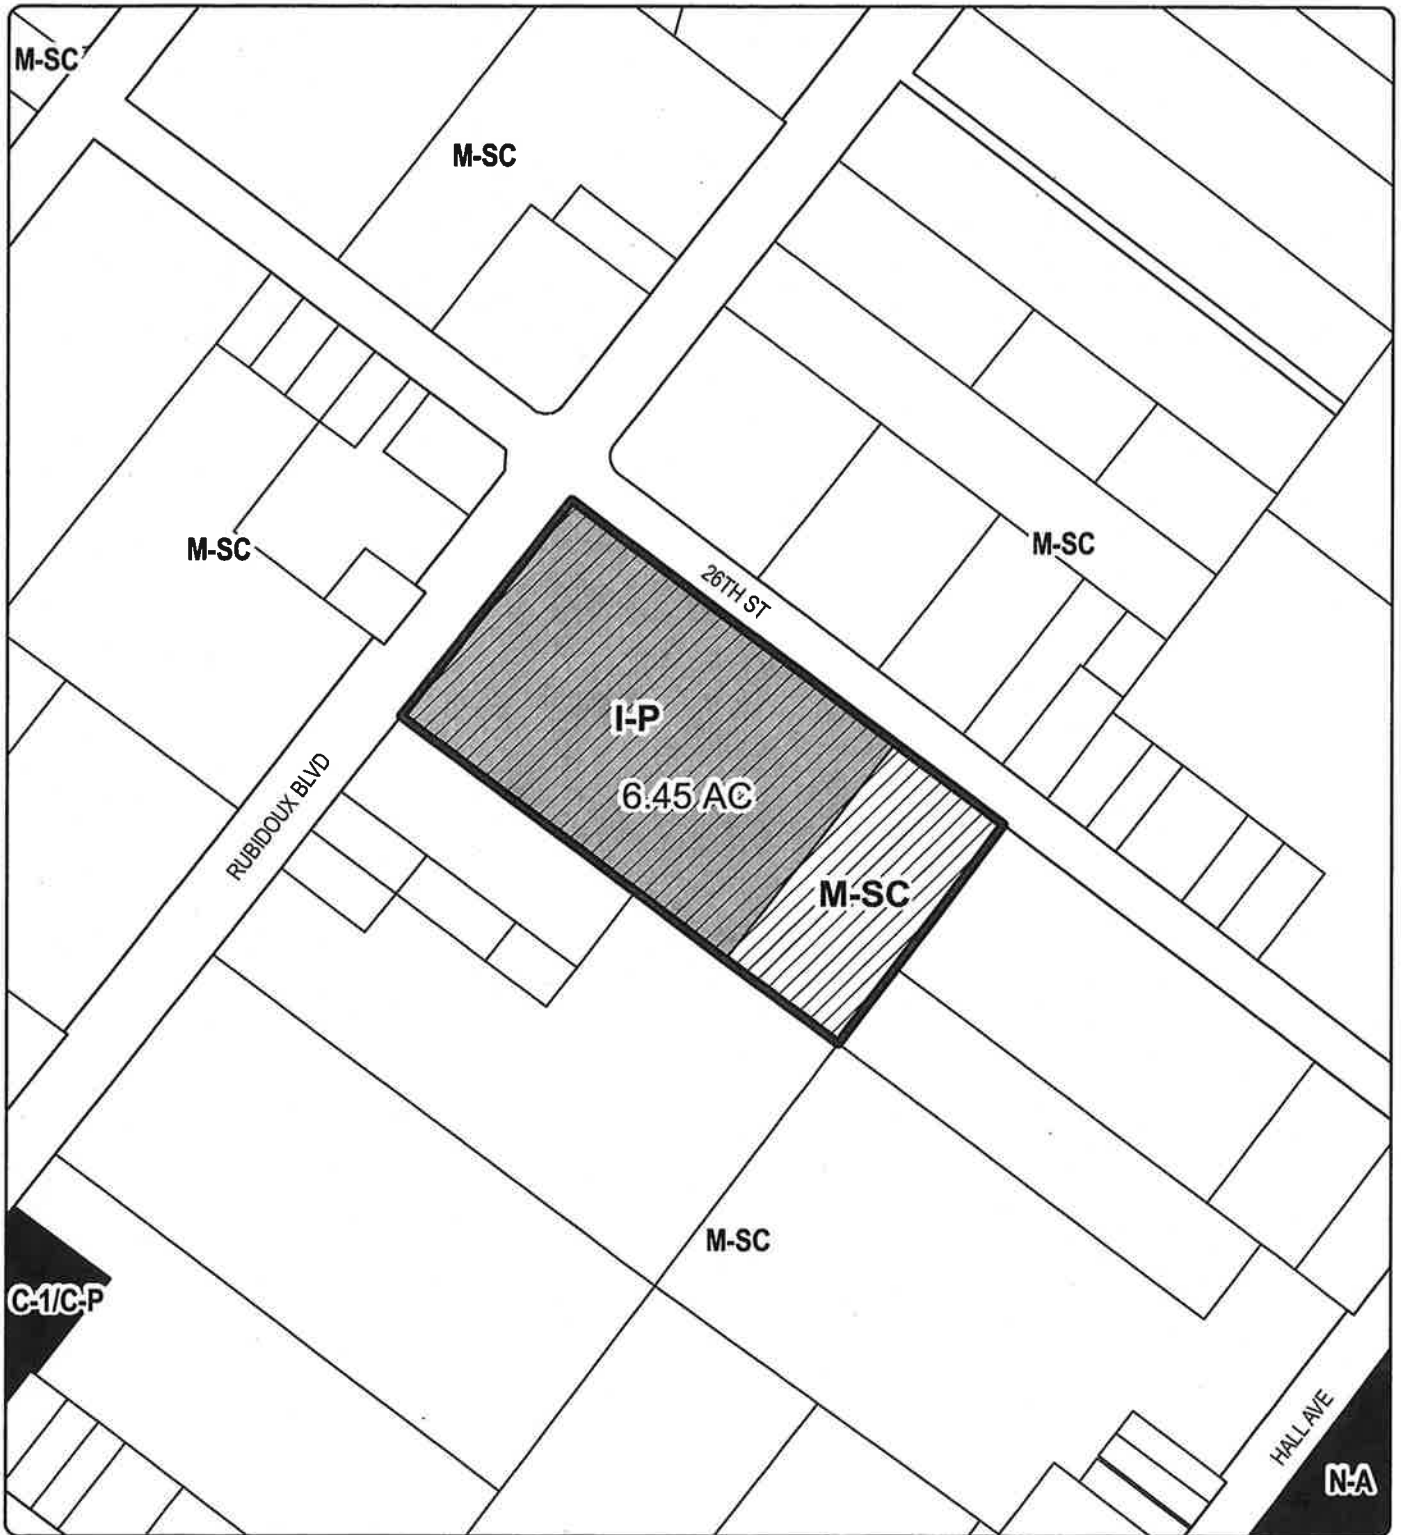 M-SC
M-SC
M-SC
M-SC
26TH ST
I-P
6.45 AC
RUBIDOUX BLVD
M-SC
M-SC
C-1/C-P
HALL AVE
N-A